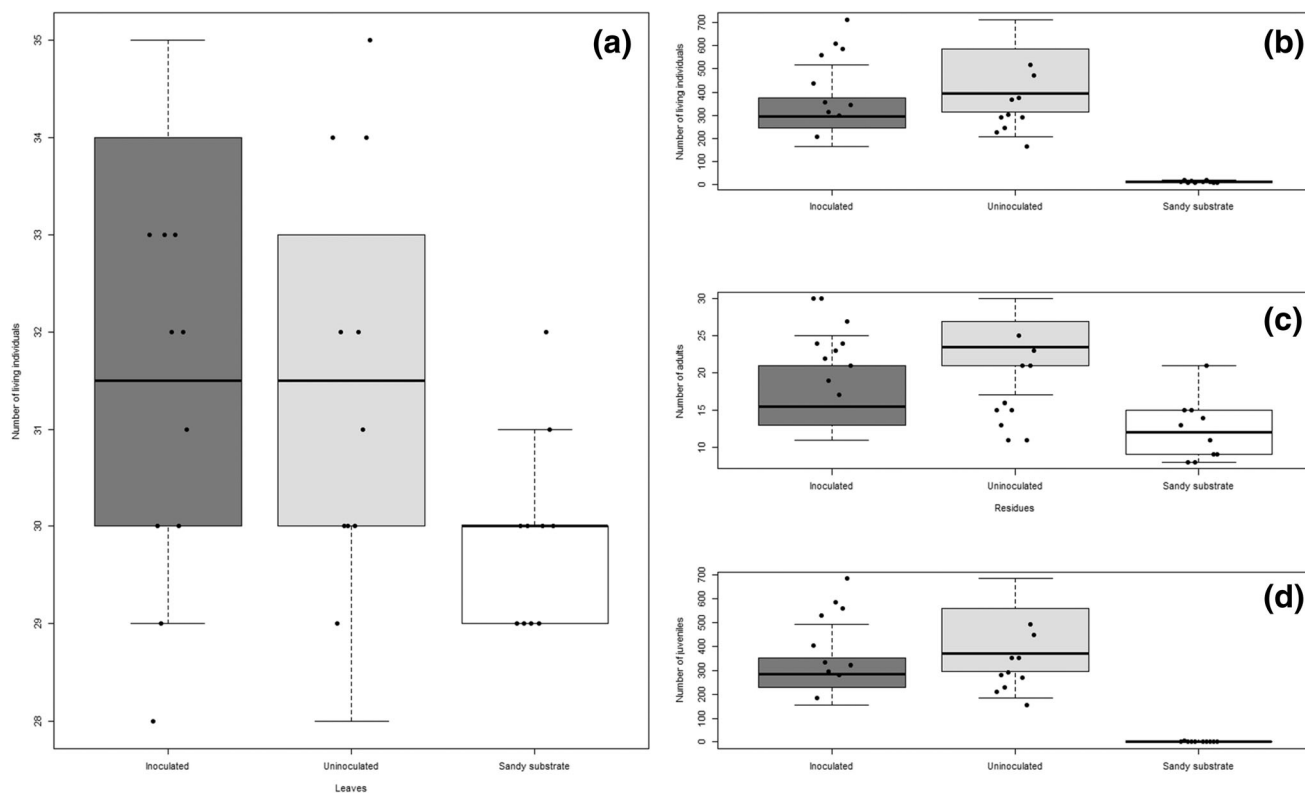 (a)
Number of living individuals
35
34
33
32
31
30
29
28
Inoculated Uninoculated Sandy substrate
Leaves
(b)
Number of living individuals
700
600
500
400
300
200
100
0
Inoculated Uninoculated Sandy substrate
(c)
Number of adults
30
25
20
15
10
Inoculated Uninoculated Sandy substrate
Residues
(d)
Number of juveniles
700
600
500
400
300
200
100
0
Inoculated Uninoculated Sandy substrate